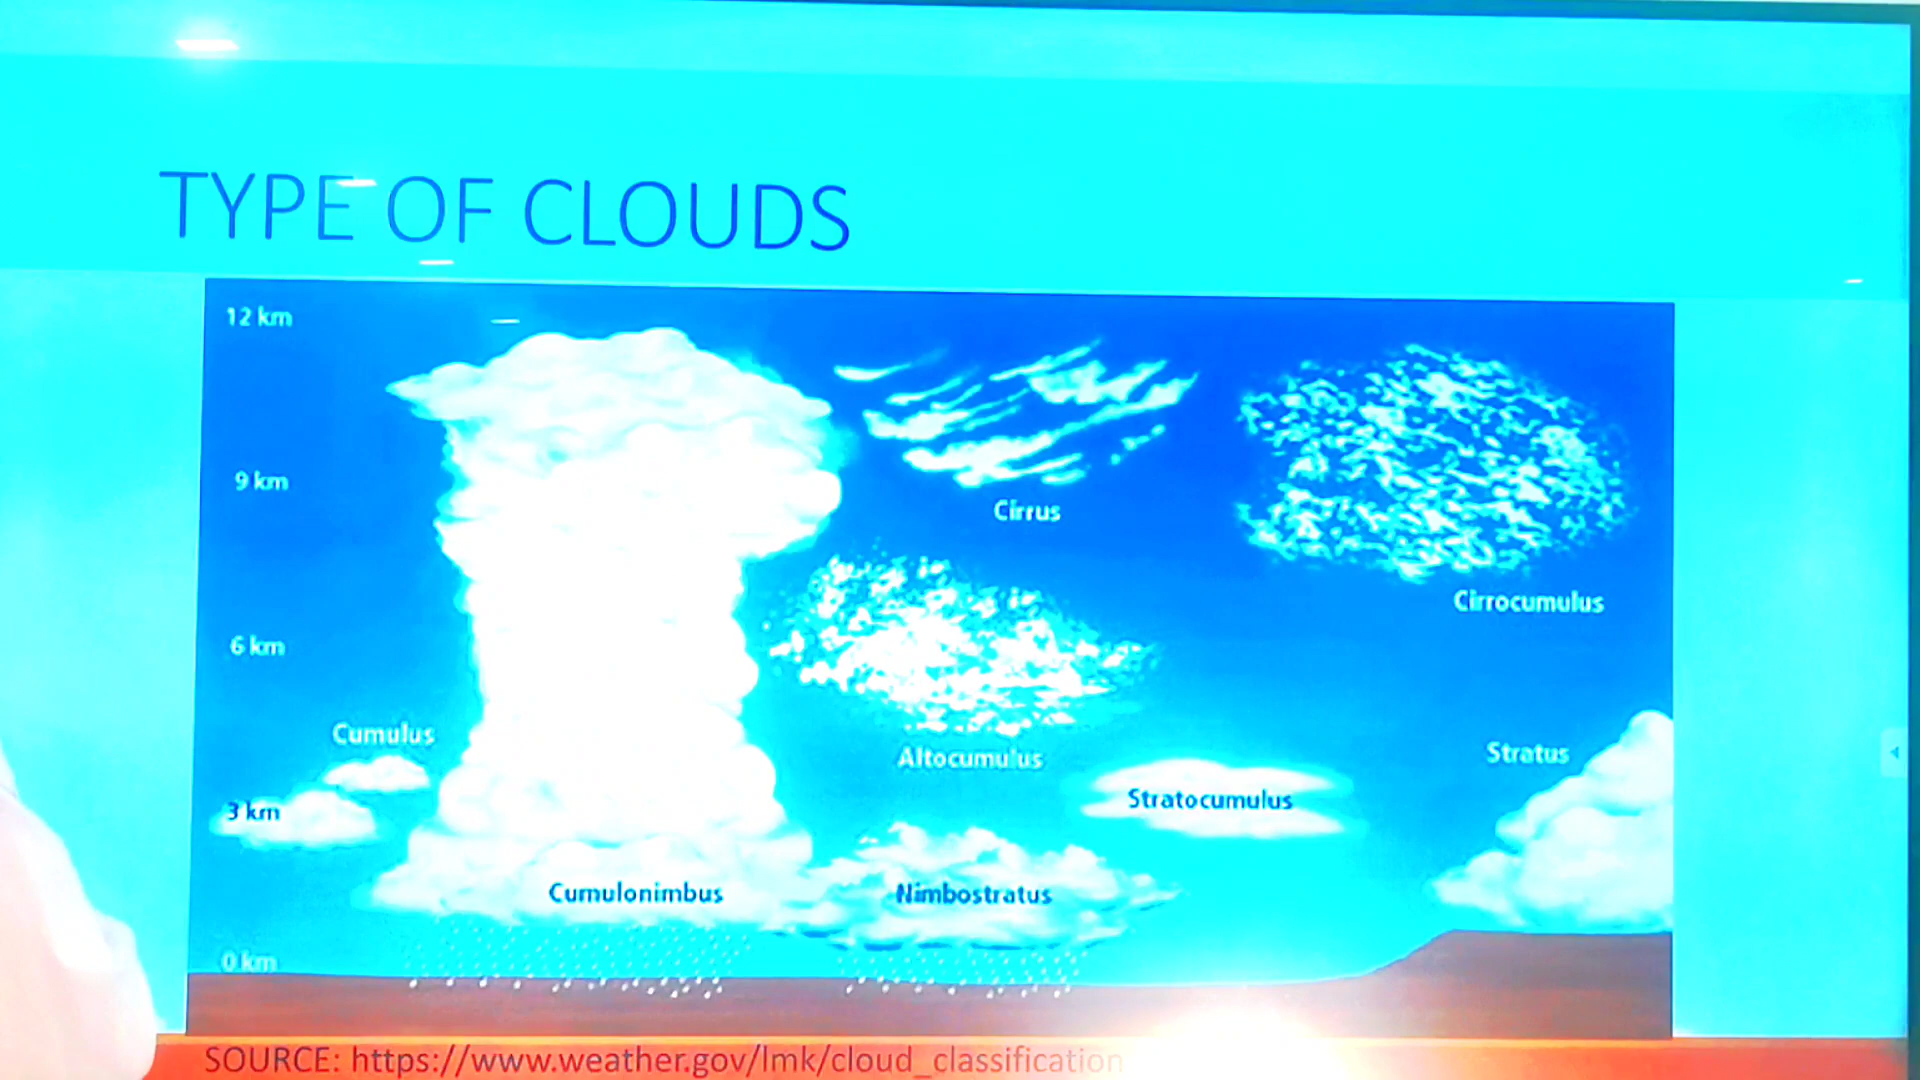 TYPE OF CLOUDS
12 km
9 km
Cirrus
Cirrocumulus
6 km
Cumulus
Altocumulus
Stratus
3 km
Stratocumulus
Cumulonimbus
Nimbostratus
0 km
SOURCE: https://www.weather.gov/lmk/cloud_classification